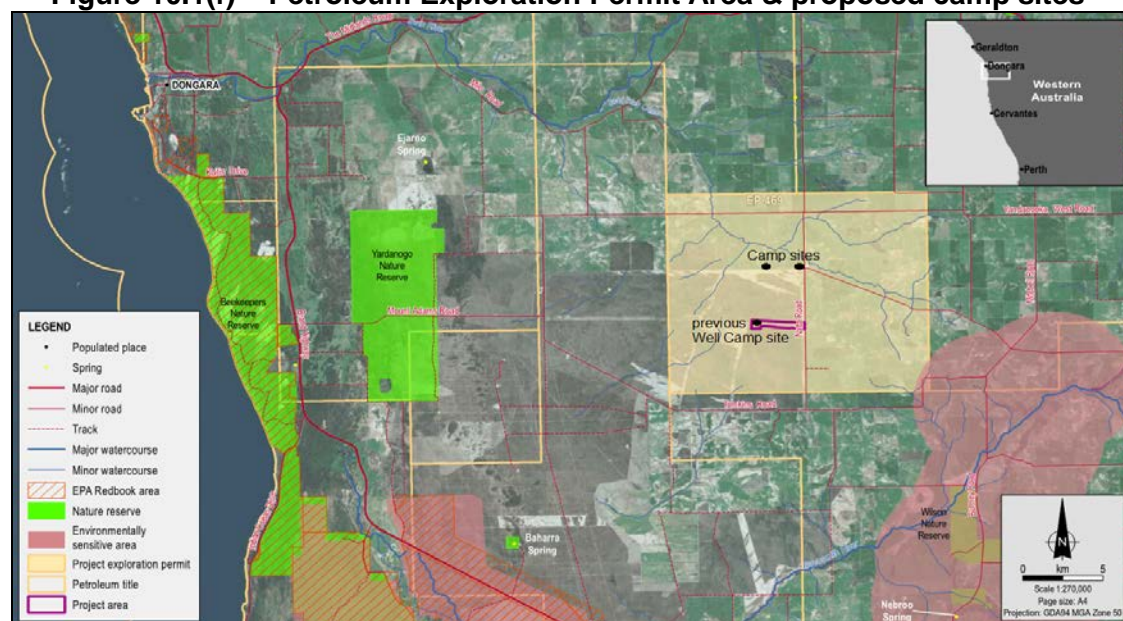 Figure 10.1(f) – Petroleum Exploration Permit Area & proposed camp sites
Geraldton
Dongara
Western
Australia
Cervantes
Perth
DONGARA
Ejarno
Spring
EP 469
Camp sites
Yardanogo
Nature
Reserve
Beekeepers
Nature
Reserve
Mount Adams Road
previous
Well Camp site
LEGEND
Populated place
Spring
Major road
Minor road
Track
Major watercourse
Minor watercourse
EPA Redbook area
Nature reserve
Environmentally
sensitive area
Project exploration permit
Petroleum title
Project area
Baharra
Spring
Wilson
Nature
Reserve
Nebroo
Spring
N
0 km 5
Scale 1:270,000
Page size: A4
Projection: GDA94 MGA Zone 50